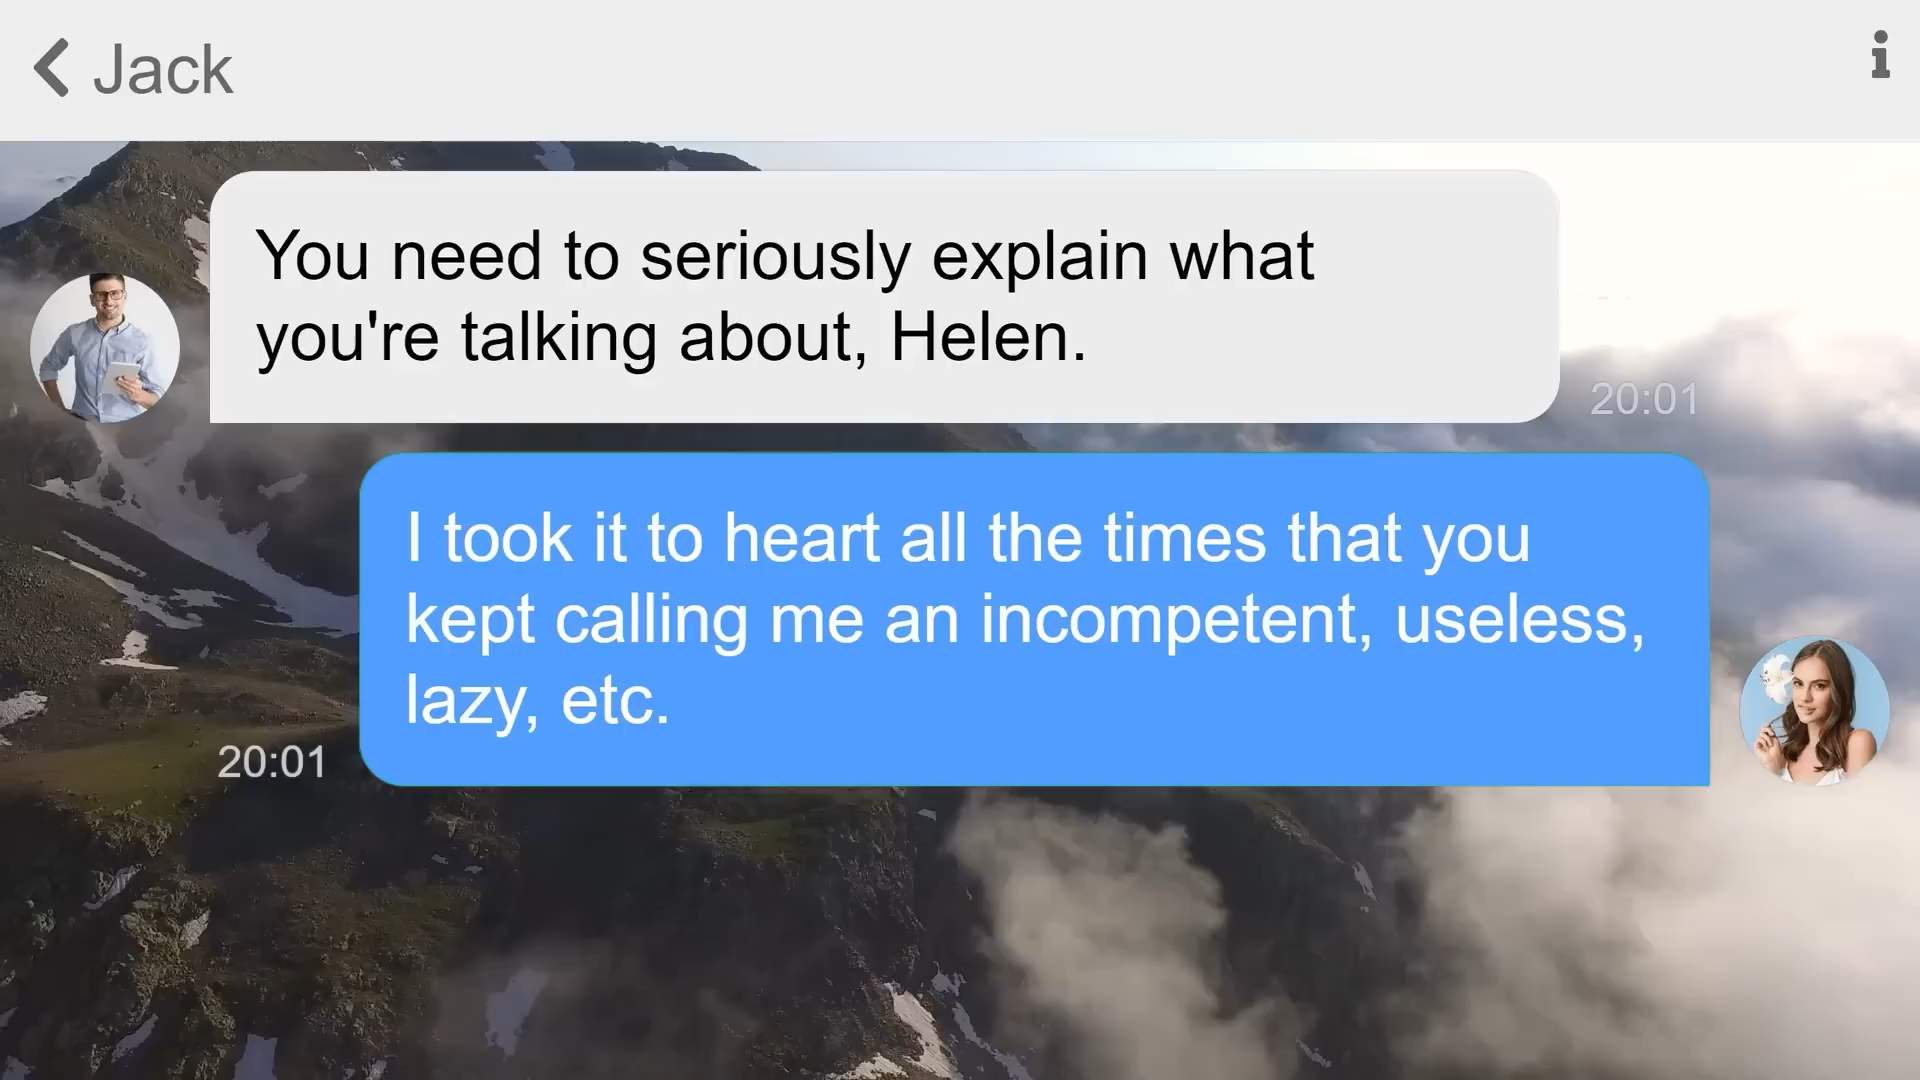 Jack
You need to seriously explain what
you're talking about, Helen.
20:01
I took it to heart all the times that you
kept calling me an incompetent, useless,
lazy, etc.
20:01